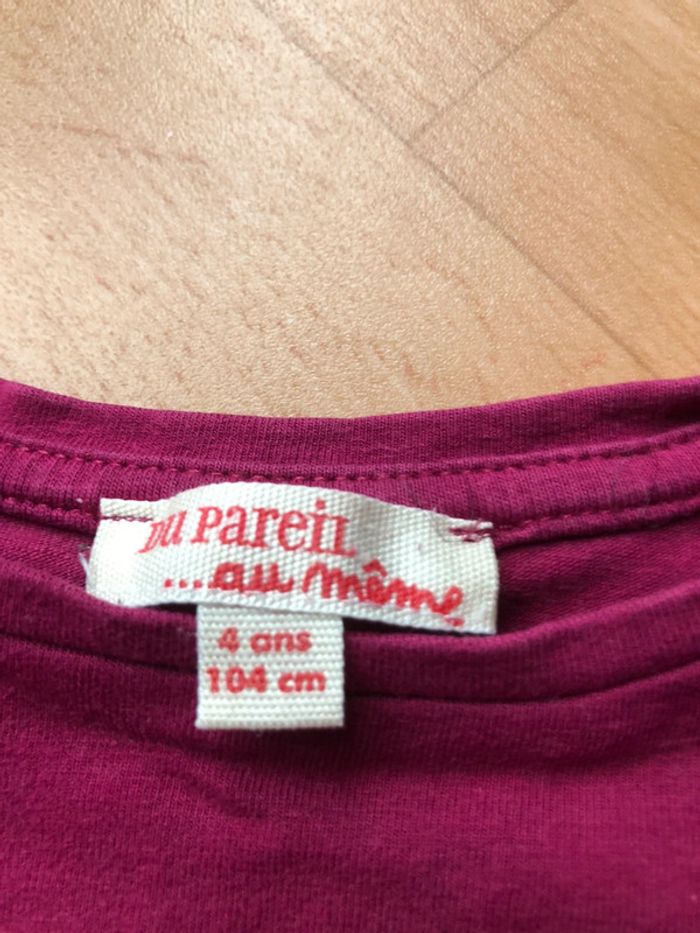 DU PareiL
...au même
4 ans
104 cm